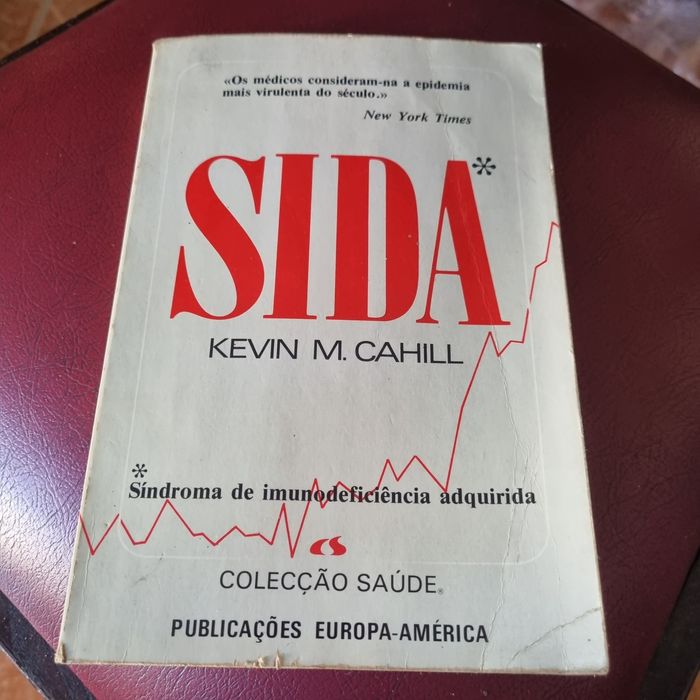 «Os médicos consideram-na a epidemia
mais virulenta do século.»
New York Times
SIDA*
KEVIN M. CAHILL
*
Síndroma de imunodeficiência adquirida
CS
COLECÇÃO SAÚDE®
PUBLICAÇÕES EUROPA-AMÉRICA